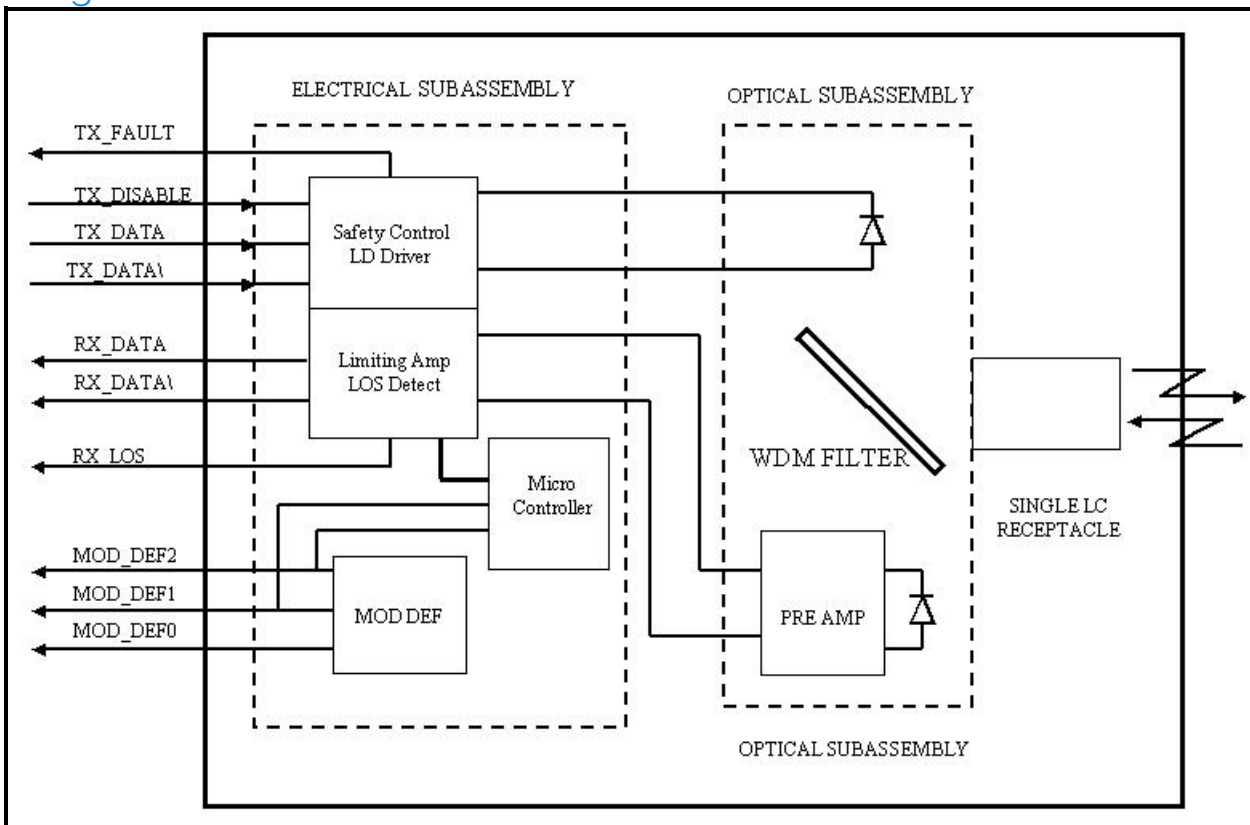 ELECTRICAL SUBASSEMBLY
OPTICAL SUBASSEMBLY
TX_FAULT
TX_DISABLE
TX_DATA
TX_DATA\
RX_DATA
RX_DATA\
RX_LOS
MOD_DEF2
MOD_DEF1
MOD_DEF0
Safety Control
LD Driver
Limiting Amp
LOS Detect
Micro
Controller
MOD DEF
WDM FILTER
PRE AMP
SINGLE LC
RECEPTACLE
OPTICAL SUBASSEMBLY